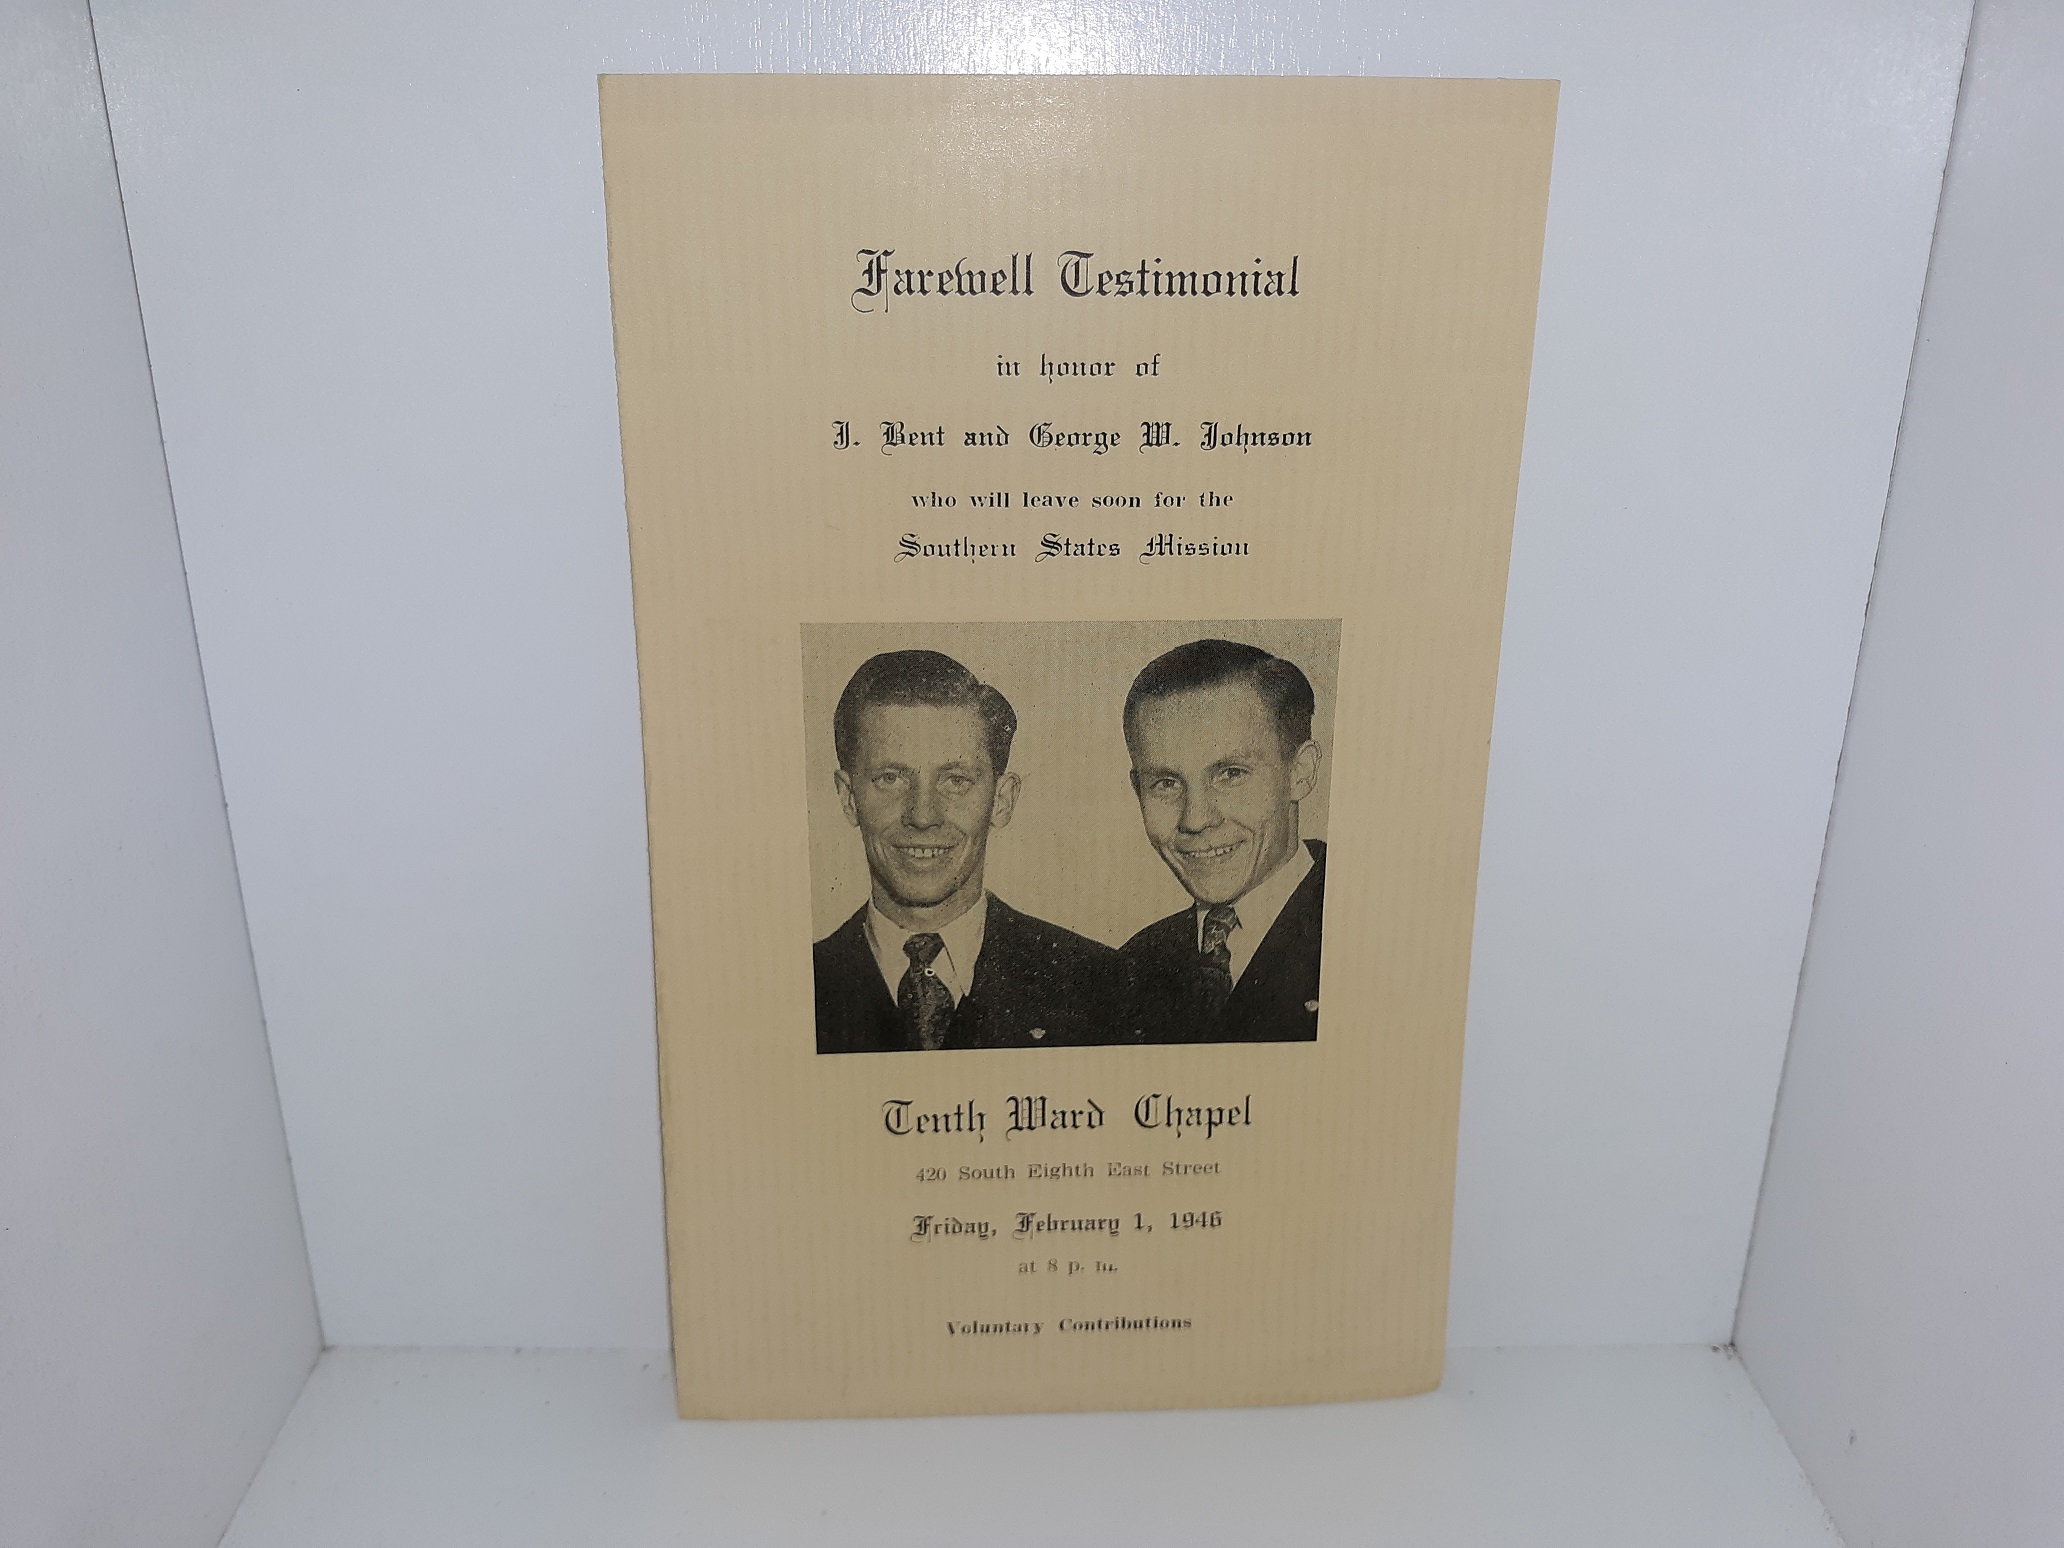 Farewell Testimonial
in honor of
J. Bent and George W. Johnson
who will leave soon for the
Southern States Mission
Tenth Ward Chapel
420 South Eighth East Street
Friday, February 1, 1946
at 8 p. m.
Voluntary Contributions